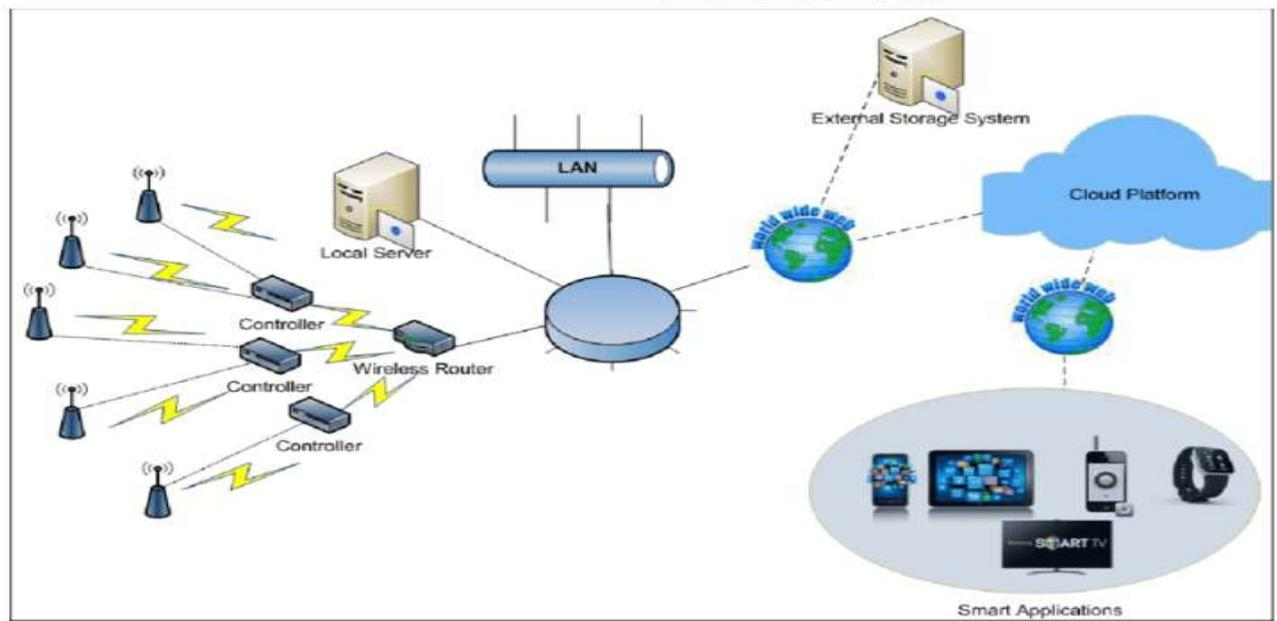 External Storage System
LAN
Cloud Platform
world wide web
Local Server
world wide web
Controller
Wireless Router
Controller
Controller
SMART TV
Smart Applications